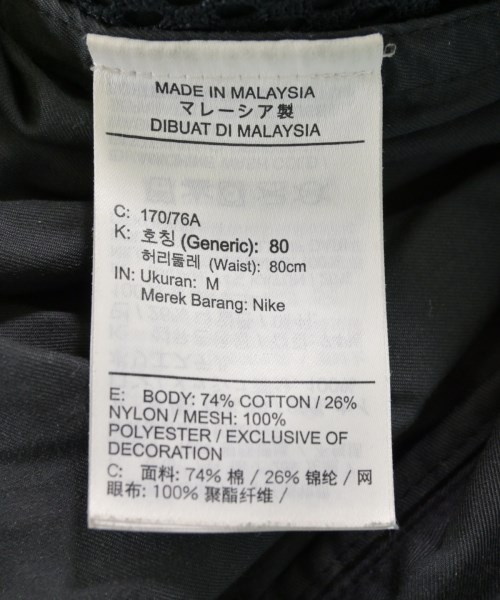 MADE IN MALAYSIA
マレーシア製
DIBUAT DI MALAYSIA
C: 170/76A
K: 호칭 (Generic): 80
허리둘레 (Waist): 80cm
IN: Ukuran: M
Merek Barang: Nike
E: BODY: 74% COTTON / 26%
NYLON / MESH: 100%
POLYESTER / EXCLUSIVE OF
DECORATION
C: 面料: 74% 棉 / 26% 锦纶 / 网
眼布: 100% 聚酯纤维 /